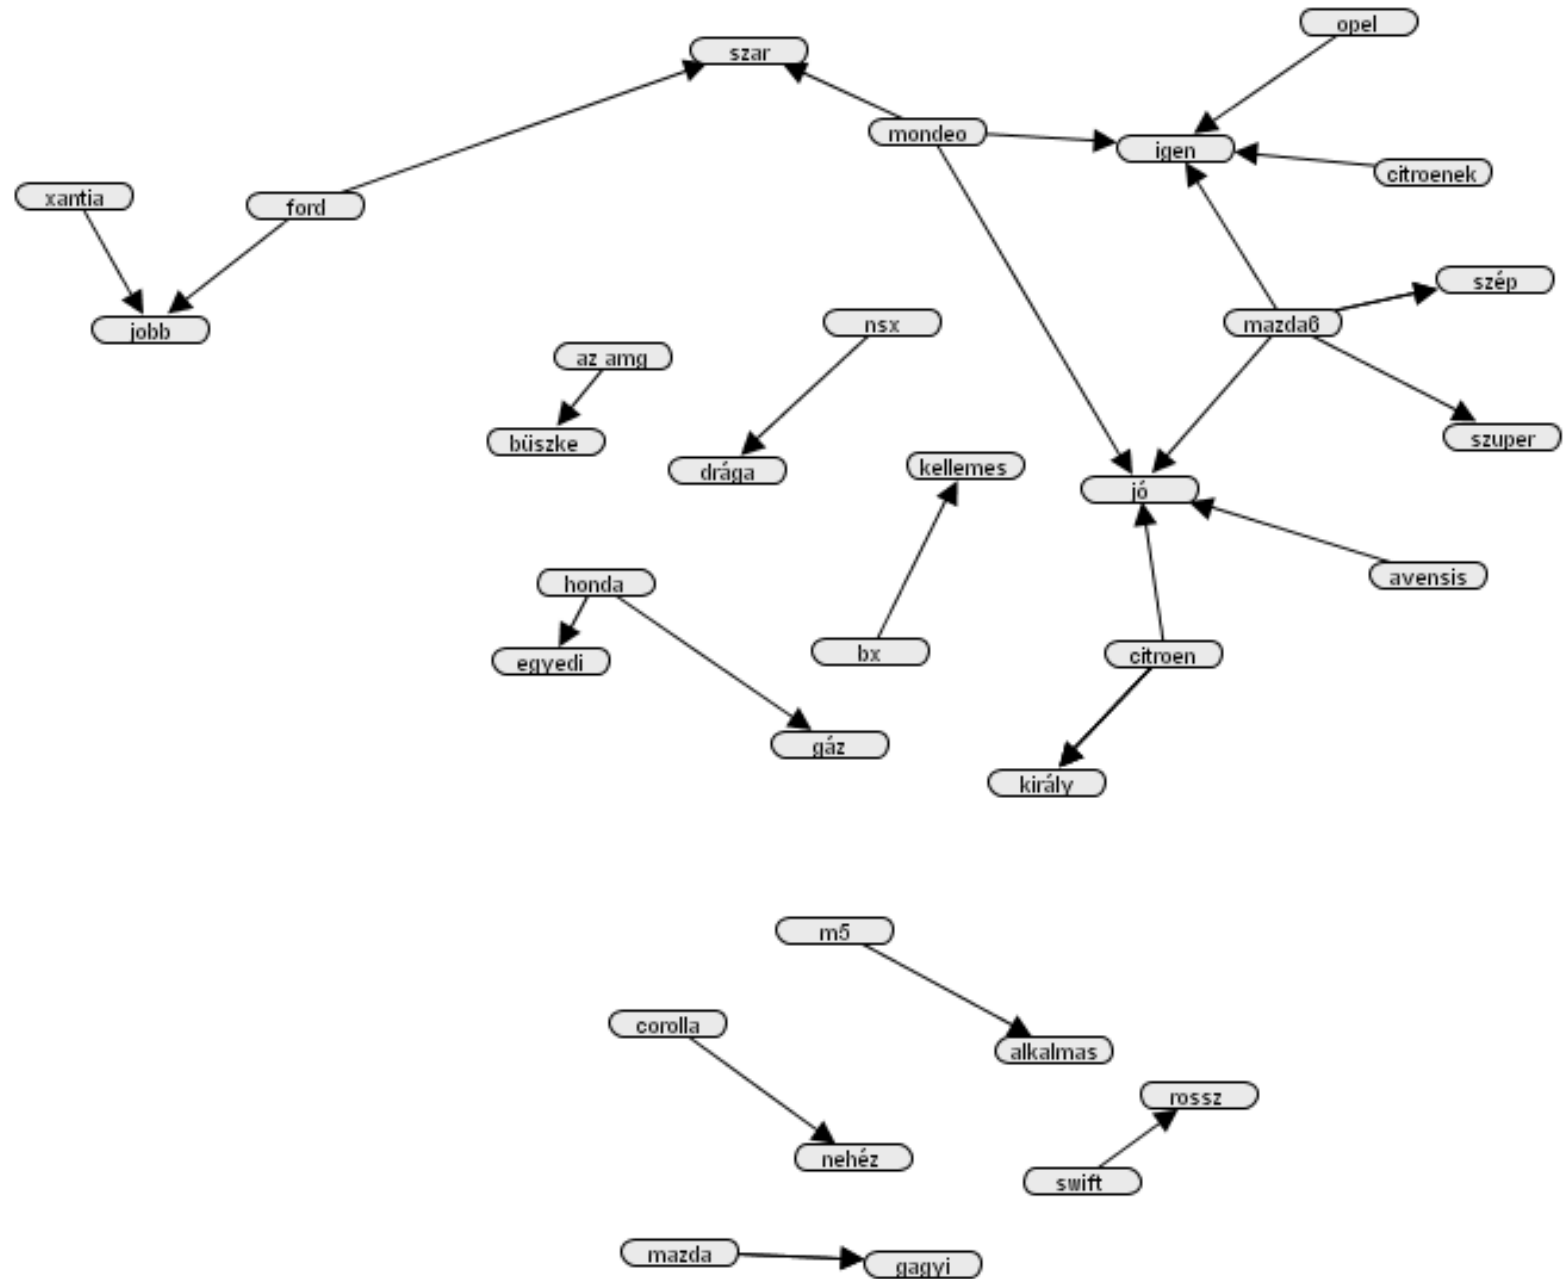 opel
szar
mondeo
igen
citroenek
xantia
ford
szép
jobb
nsx
mazda6
az amg
büszke
drága
kellemes
szuper
jó
honda
avensis
egyedi
bx
citroen
gáz
király
m5
corolla
alkalmas
rossz
nehéz
swift
mazda
gagyi